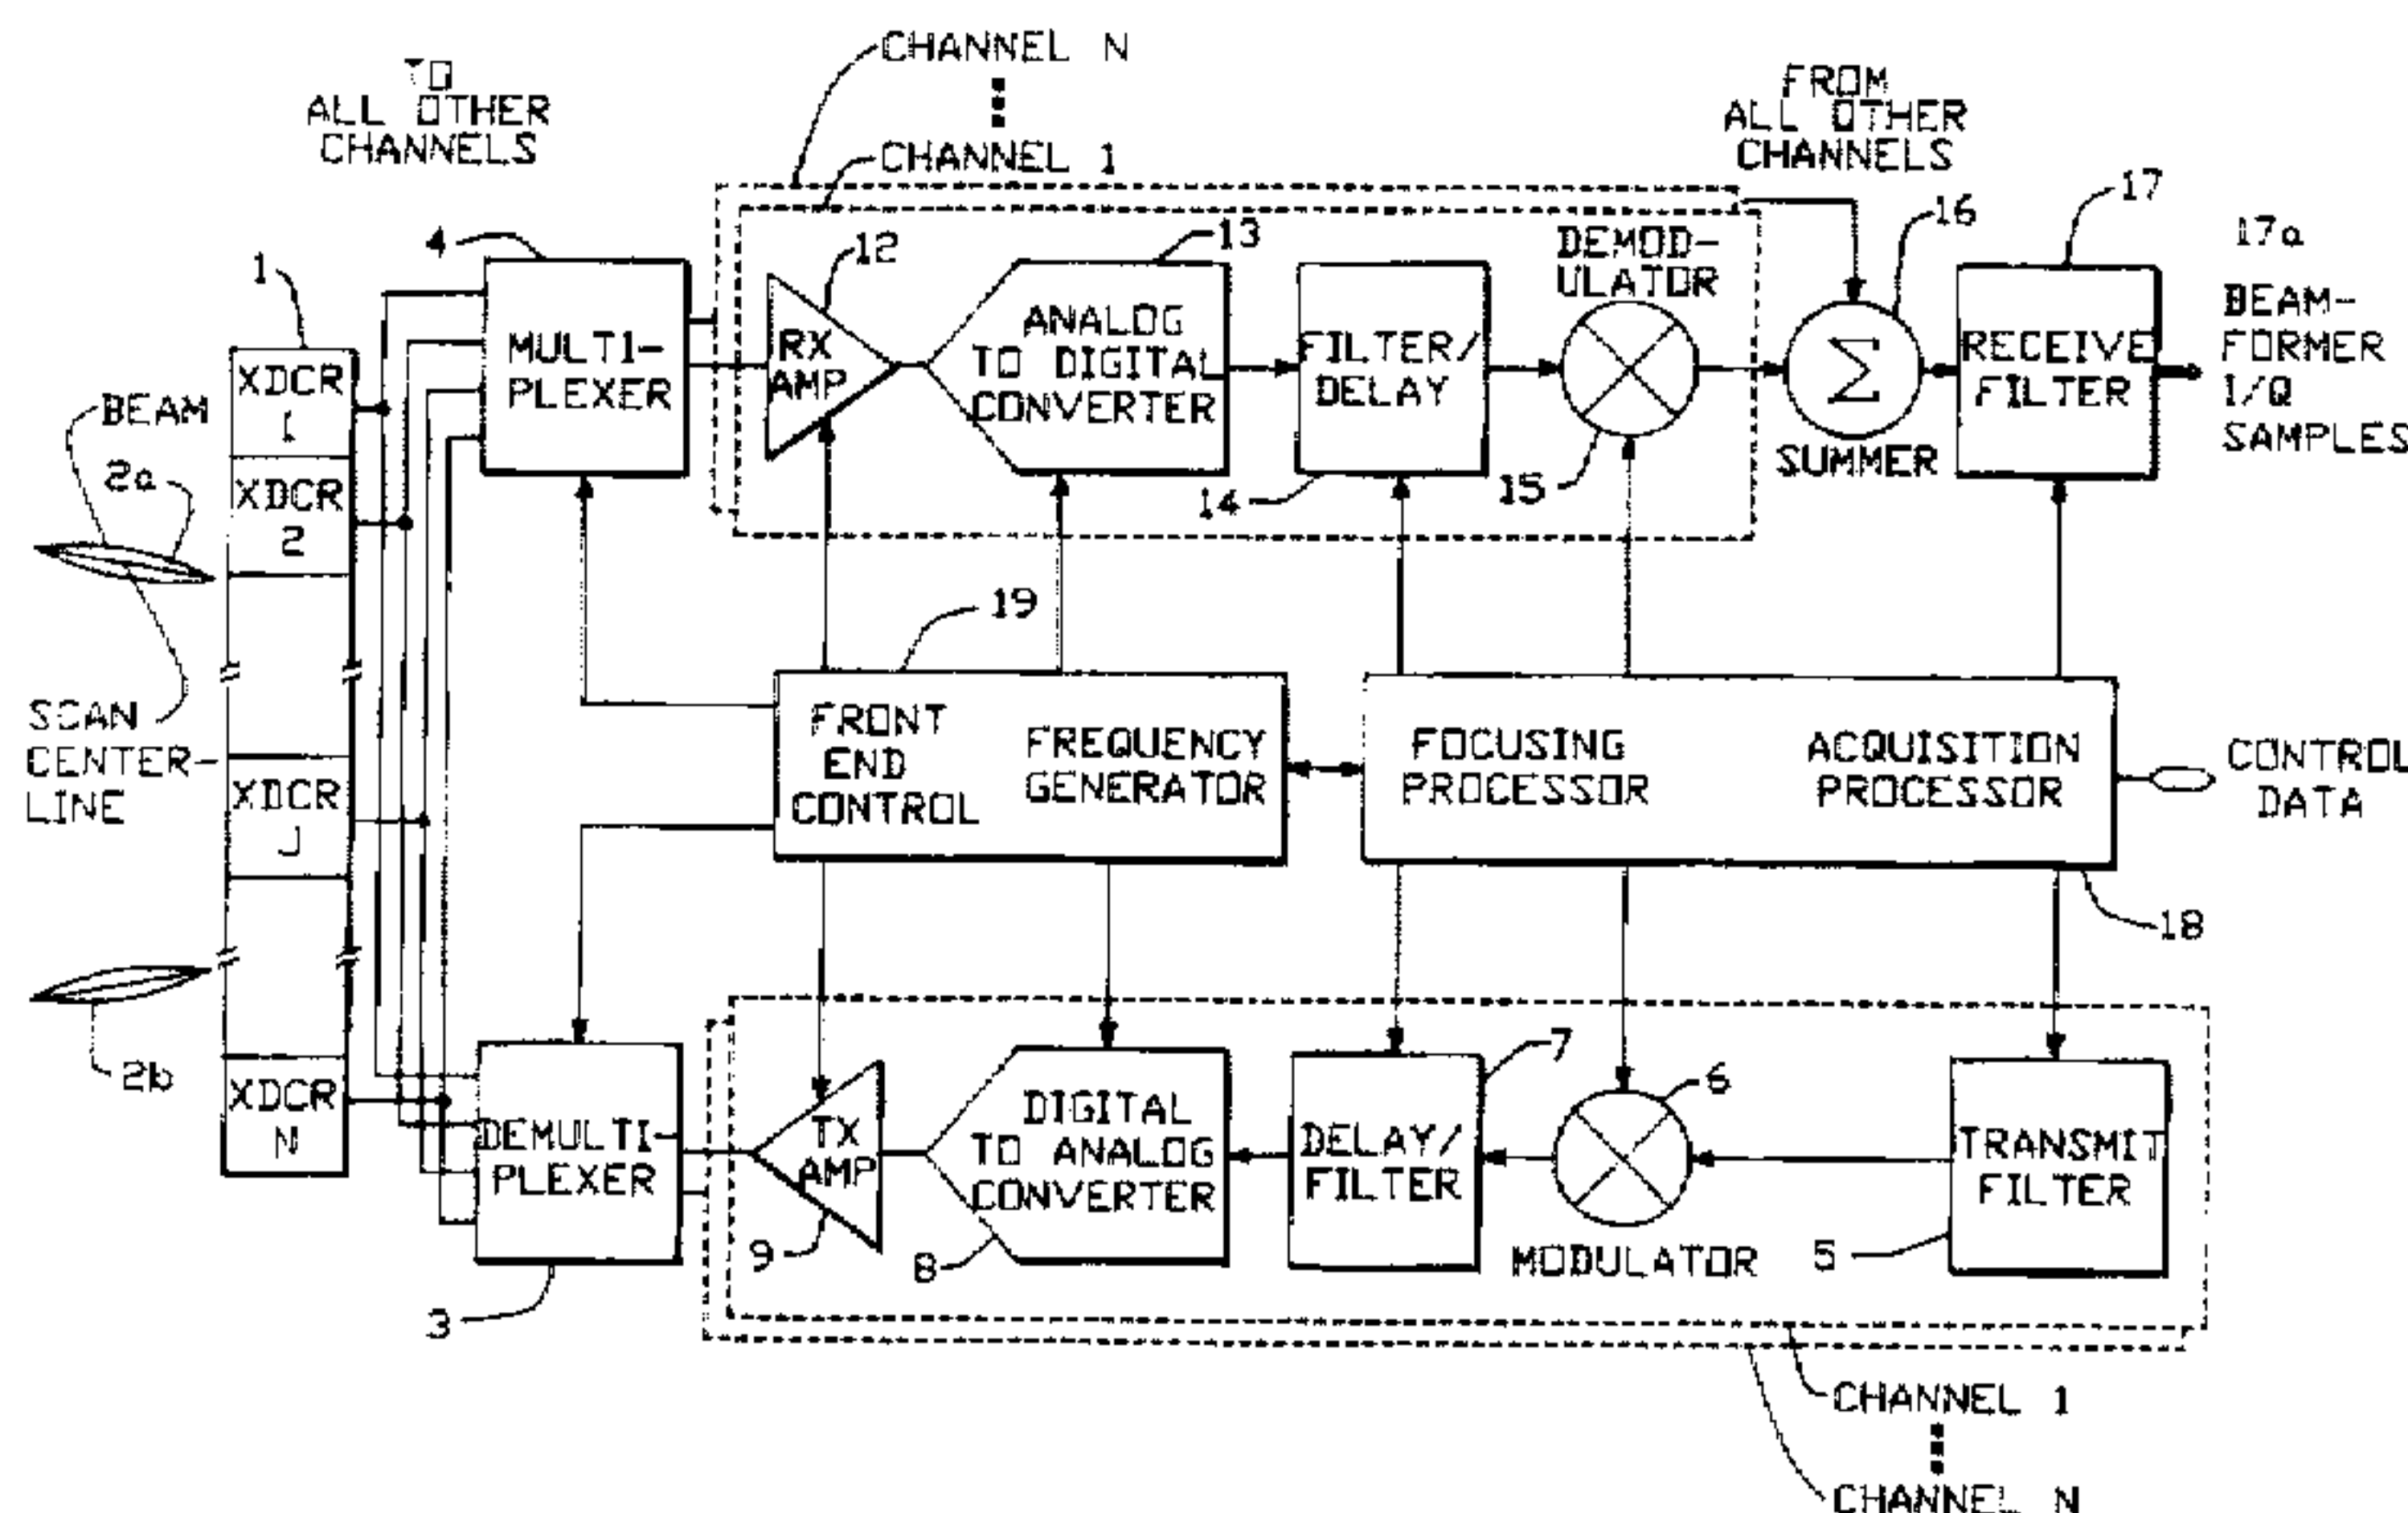 CHANNEL N
TO
ALL OTHER
CHANNELS
FROM
ALL OTHER
CHANNELS
CHANNEL 1
17
16
17a
4
12
13
DEMOD-
ULATOR
1
BEAM-
FORMER
I/Q
SAMPLES
MULTI-
PLEXER
RX
AMP
ANALOG
TO DIGITAL
CONVERTER
FILTER/
DELAY
Σ
SUMMER
RECEIVE
FILTER
XDCR
1
BEAM
2a
XDCR
2
14
15
19
SCAN
CENTER-
LINE
XDCR
J
FRONT
END
CONTROL
FREQUENCY
GENERATOR
FOCUSING
PROCESSOR
ACQUISITION
PROCESSOR
CONTROL
DATA
18
2b
XDCR
N
7
6
DEMULTI-
PLEXER
TX
AMP
DIGITAL
TO ANALOG
CONVERTER
DELAY/
FILTER
TRANSMIT
FILTER
9
8
MODULATOR
5
3
CHANNEL 1
CHANNEL N